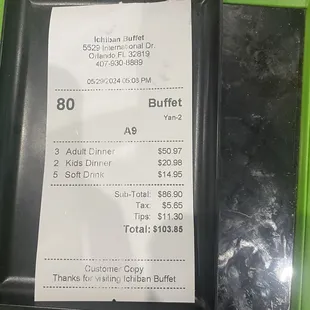 Ichiban Buffet
5529 International Dr.
Orlando, FL 32819
407-930-8889
05/29/2024 05:05 PM
80 Buffet
Yan-2
A9
3 Adult Dinner $50.97
2 Kids Dinner $20.98
5 Soft Drink $14.95
Sub-Total: $86.90
Tax: $5.65
Tips: $11.30
Total: $103.85
Customer Copy
Thanks for visiting Ichiban Buffet